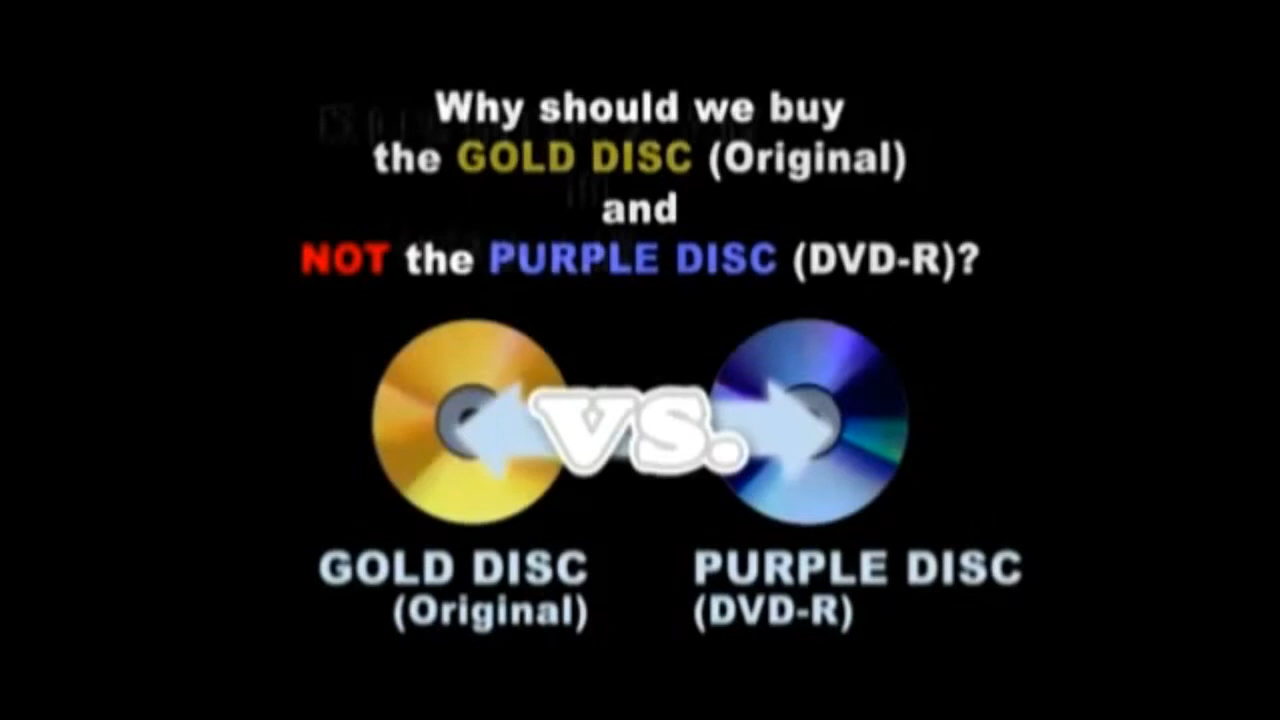 Why should we buy
the GOLD DISC (Original)
and
NOT the PURPLE DISC (DVD-R)?
VS.
GOLD DISC
(Original)
PURPLE DISC
(DVD-R)